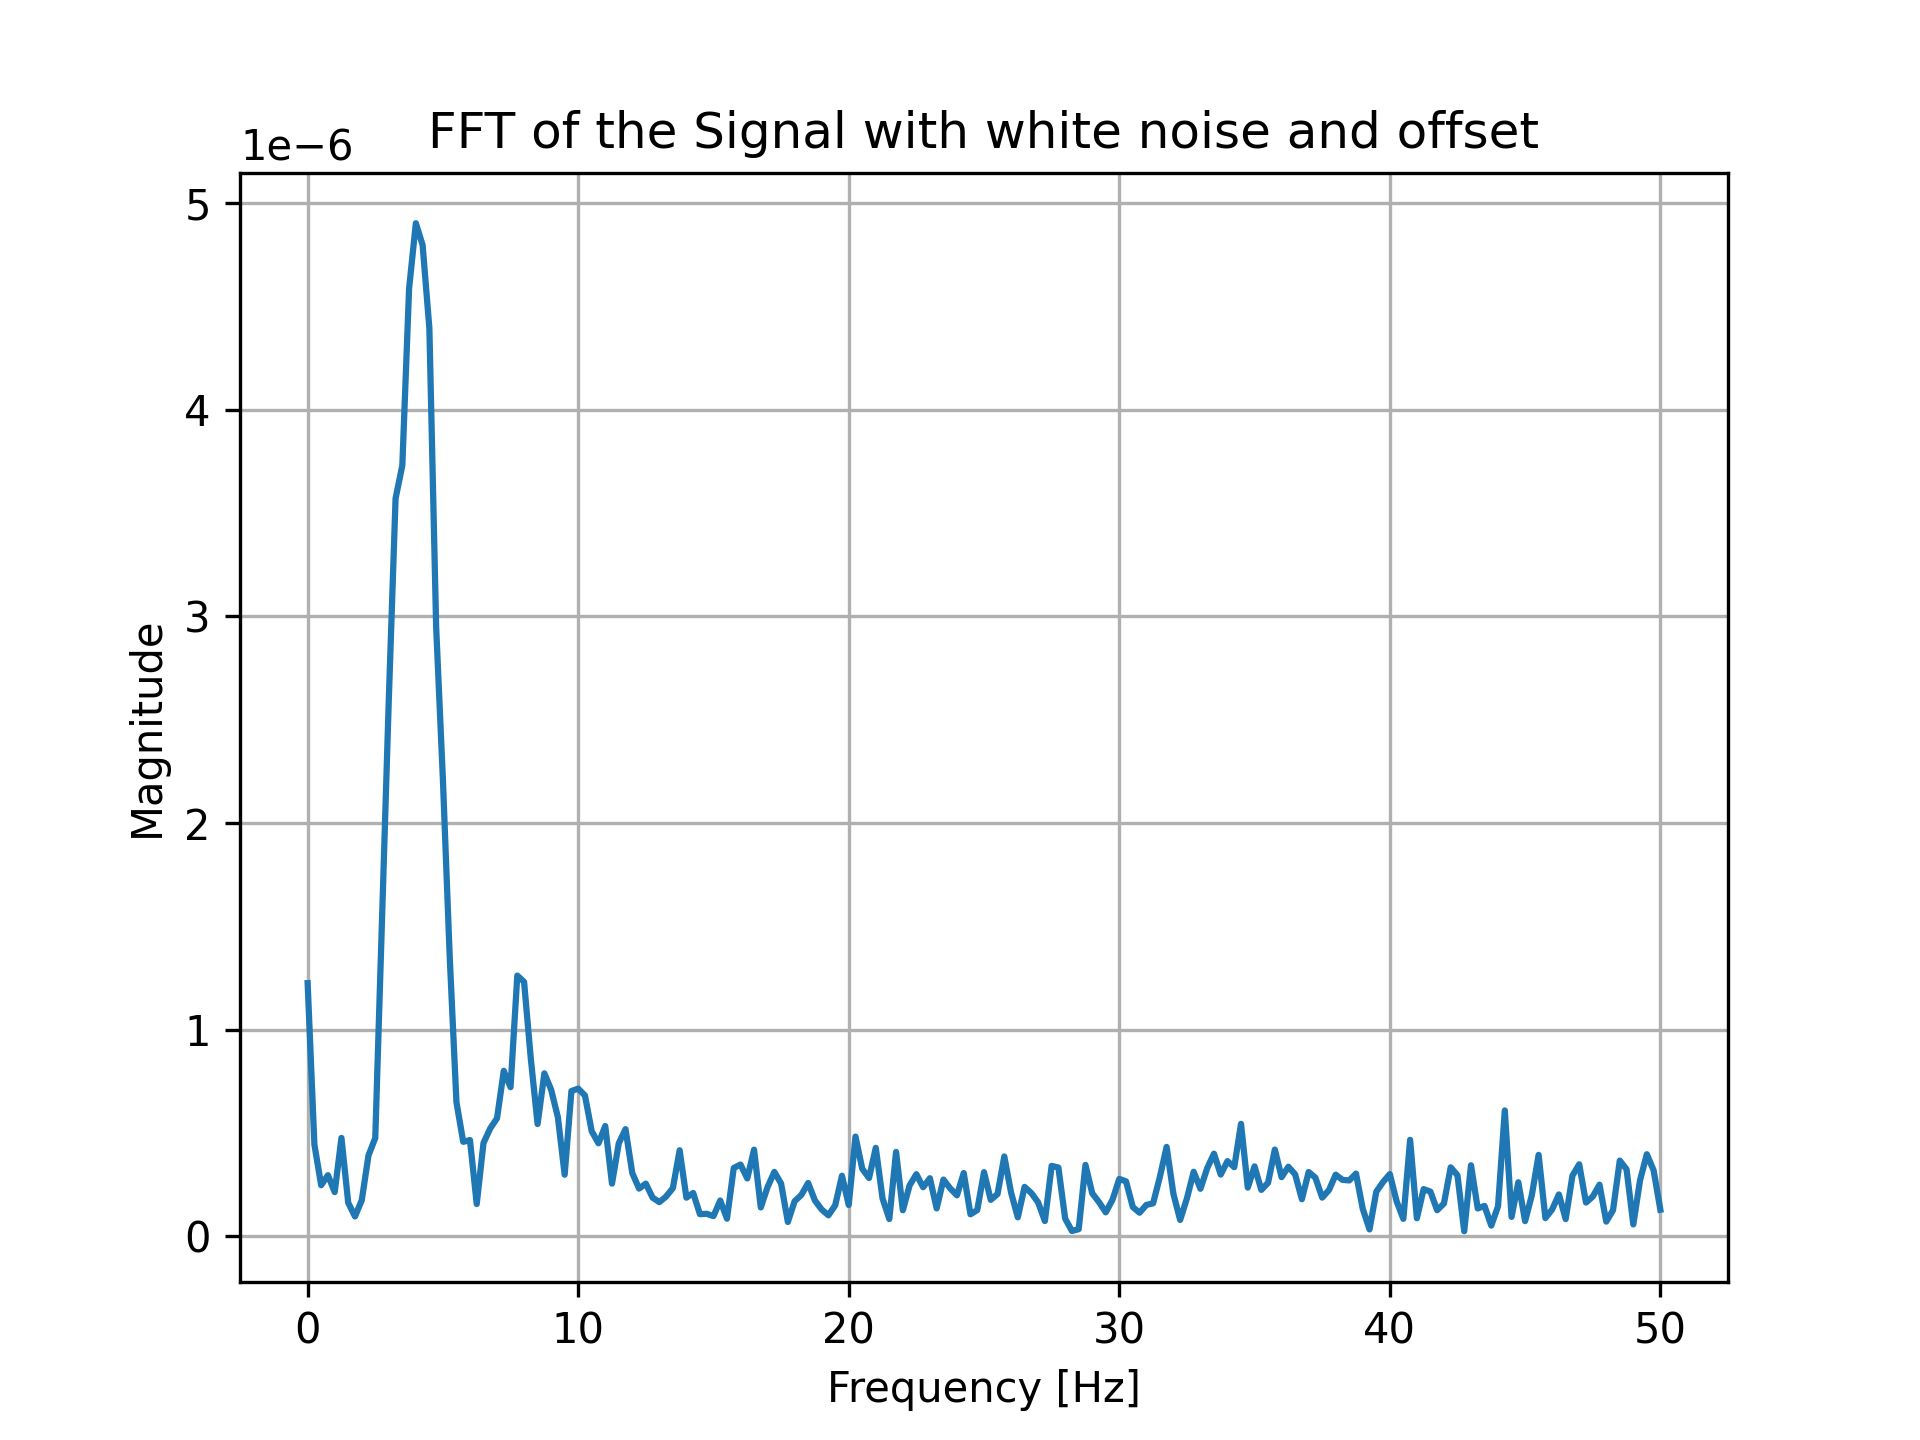 FFT of the Signal with white noise and offset
1e−6
5
4
3
2
1
0
Magnitude
0 10 20 30 40 50
Frequency [Hz]